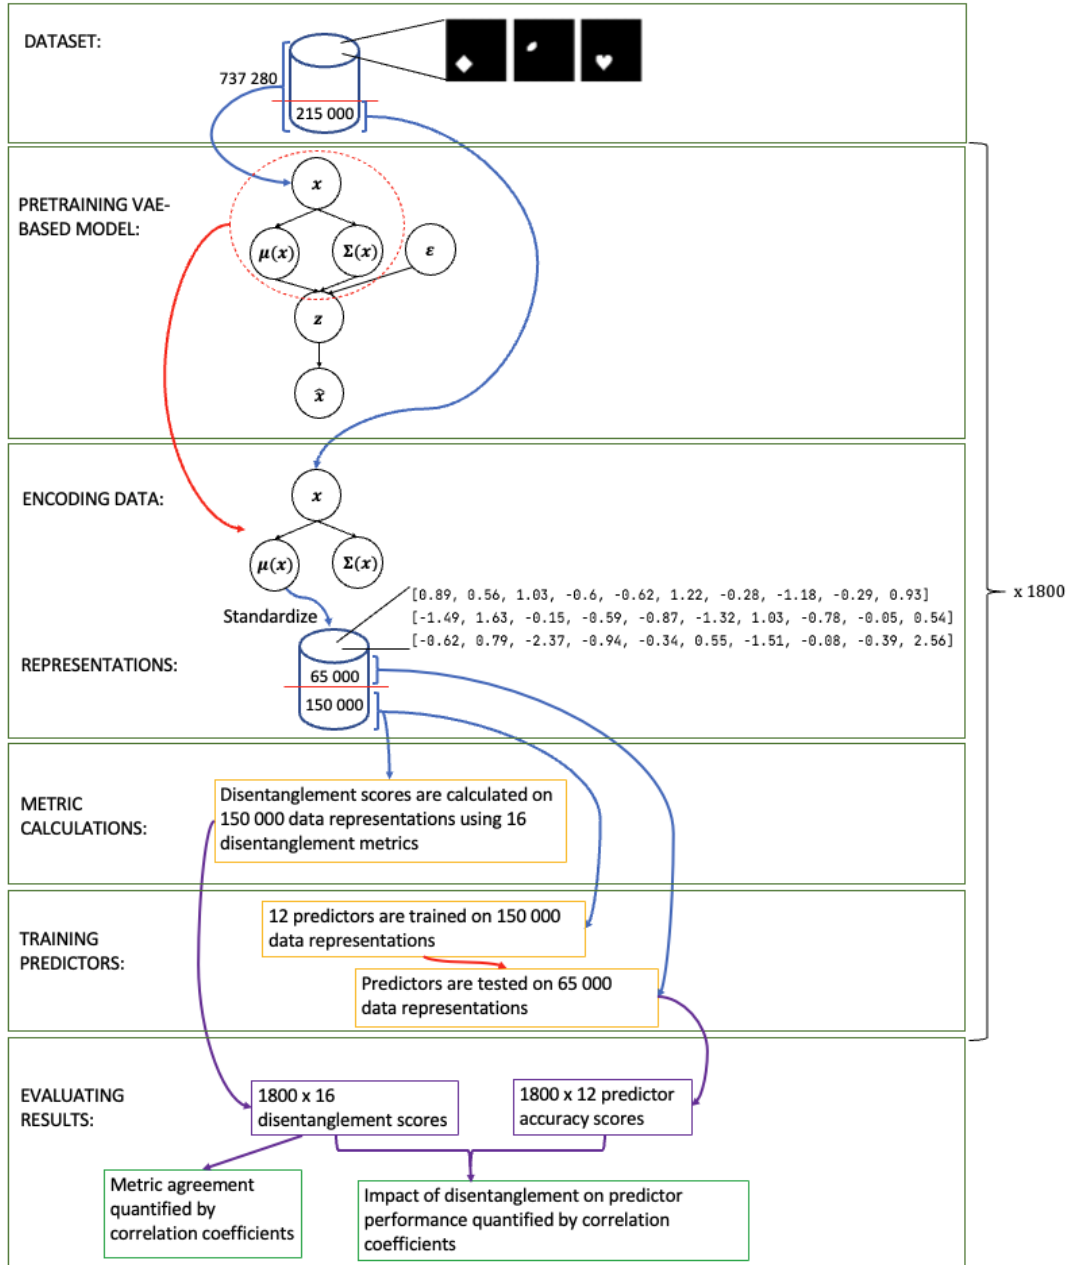 DATASET:
737 280
215 000
PRETRAINING VAE-
BASED MODEL:
x
μ(x)
Σ(x)
ε
z
x̂
ENCODING DATA:
x
μ(x)
Σ(x)
Standardize
[0.89, 0.56, 1.03, -0.6, -0.62, 1.22, -0.28, -1.18, -0.29, 0.93]
[-1.49, 1.63, -0.15, -0.59, -0.87, -1.32, 1.03, -0.78, -0.05, 0.54]
[-0.62, 0.79, -2.37, -0.94, -0.34, 0.55, -1.51, -0.08, -0.39, 2.56]
x 1800
REPRESENTATIONS:
65 000
150 000
METRIC
CALCULATIONS:
Disentanglement scores are calculated on
150 000 data representations using 16
disentanglement metrics
TRAINING
PREDICTORS:
12 predictors are trained on 150 000
data representations
Predictors are tested on 65 000
data representations
EVALUATING
RESULTS:
1800 x 16
disentanglement scores
1800 x 12 predictor
accuracy scores
Metric agreement
quantified by
correlation coefficients
Impact of disentanglement on predictor
performance quantified by correlation
coefficients